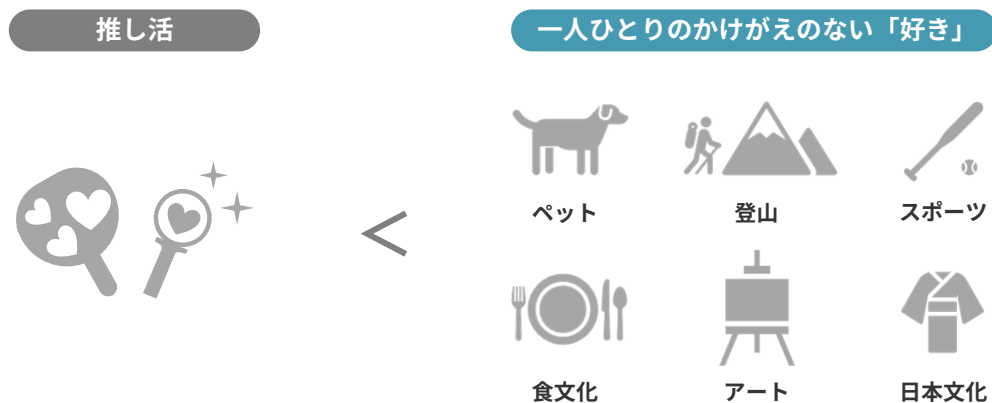 推し活
一人ひとりのかけがえのない「好き」
<
ペット
登山
スポーツ
食文化
アート
日本文化